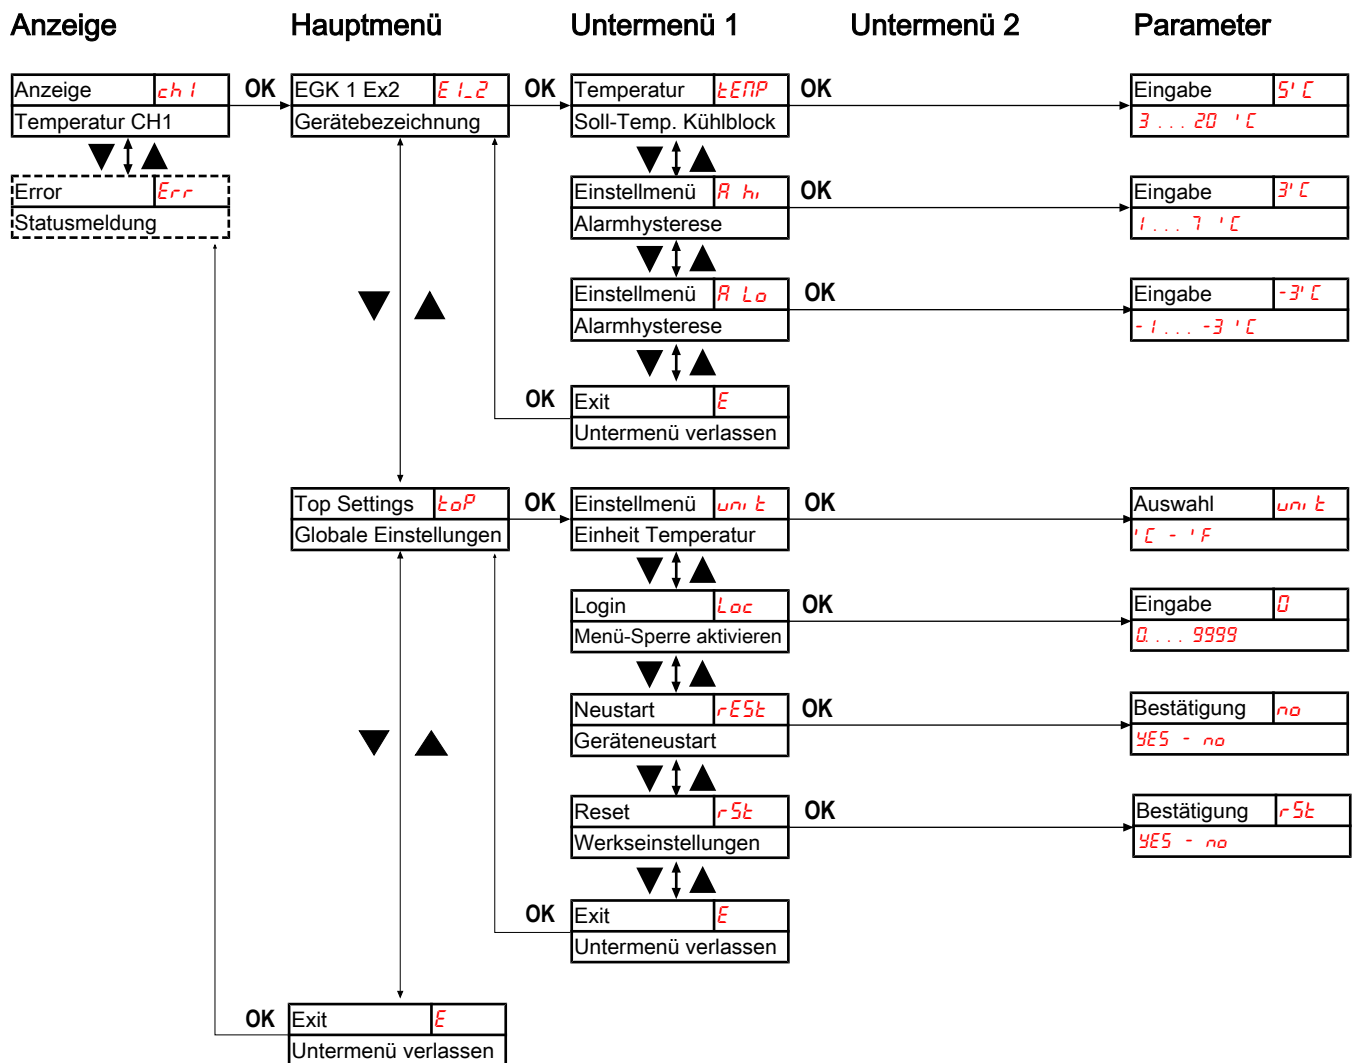 Anzeige Hauptmenü Untermenü 1 Untermenü 2 Parameter
Anzeige ch1 OK EGK 1 Ex2 E1_2 OK Temperatur tEMP OK Eingabe 5'C
Temperatur CH1 Gerätebezeichnung Soll-Temp. Kühlblock 3 ... 20 'C
Error Err Einstellmenü A hi OK Eingabe 3'C
Statusmeldung Alarmhysterese 1 ... 7 'C
Einstellmenü A Lo OK Eingabe -3'C
Alarmhysterese -1 ... -3 'C
OK Exit E
Untermenü verlassen
Top Settings toP OK Einstellmenü unit OK Auswahl unit
Globale Einstellungen Einheit Temperatur 'C - 'F
Login Loc OK Eingabe 0
Menü-Sperre aktivieren 0. ... 9999
Neustart rESt OK Bestätigung no
Geräteneustart YES - no
Reset rSt OK Bestätigung rSt
Werkseinstellungen YES - no
OK Exit E
Untermenü verlassen
OK Exit E
Untermenü verlassen